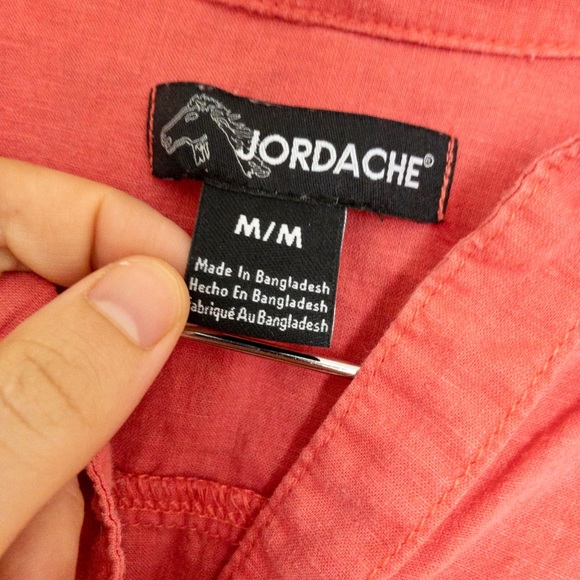 JORDACHE®
M/M
Made In Bangladesh
Hecho En Bangladesh
Fabriqué Au Bangladesh